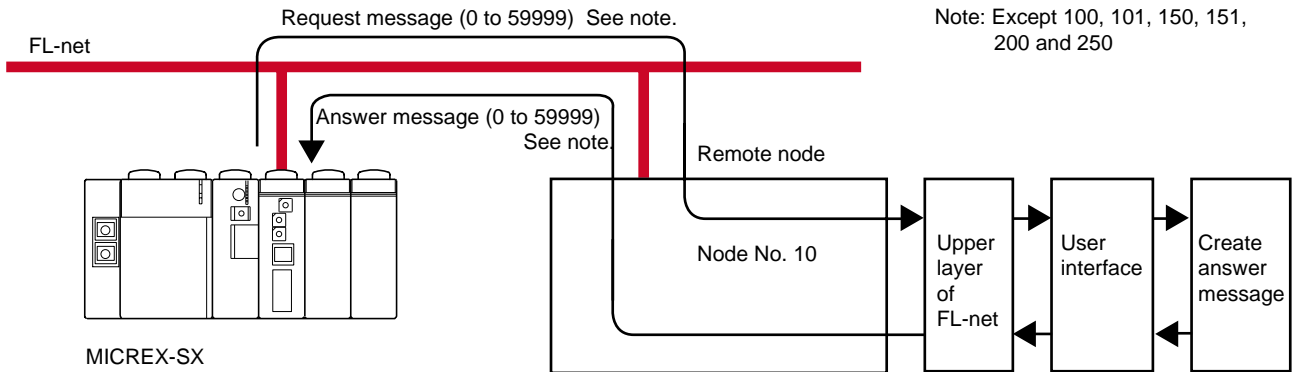 Request message (0 to 59999)  See note.
Note: Except 100, 101, 150, 151,
200 and 250
FL-net
Answer message (0 to 59999)
See note.
Remote node
Node No. 10
Upper
layer
of
FL-net
User
interface
Create
answer
message
MICREX-SX